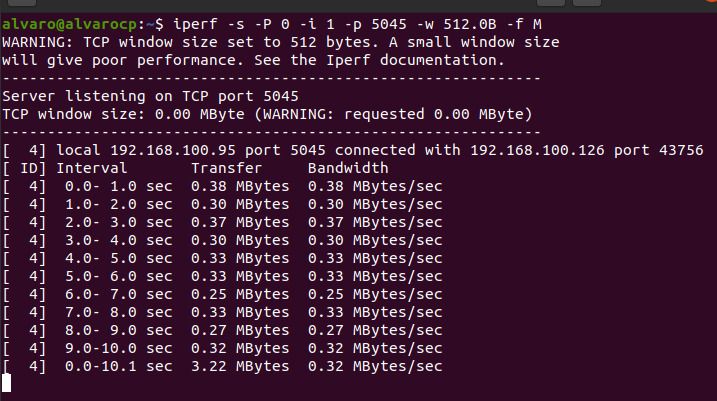 alvaro@alvarocp:~$ iperf -s -P 0 -i 1 -p 5045 -w 512.0B -f M
WARNING: TCP window size set to 512 bytes. A small window size
will give poor performance. See the Iperf documentation.
------------------------------------------------------------
Server listening on TCP port 5045
TCP window size: 0.00 MByte (WARNING: requested 0.00 MByte)
------------------------------------------------------------
[  4] local 192.168.100.95 port 5045 connected with 192.168.100.126 port 43756
[ ID] Interval       Transfer     Bandwidth
[  4]  0.0- 1.0 sec  0.38 MBytes  0.38 MBytes/sec
[  4]  1.0- 2.0 sec  0.30 MBytes  0.30 MBytes/sec
[  4]  2.0- 3.0 sec  0.37 MBytes  0.37 MBytes/sec
[  4]  3.0- 4.0 sec  0.30 MBytes  0.30 MBytes/sec
[  4]  4.0- 5.0 sec  0.33 MBytes  0.33 MBytes/sec
[  4]  5.0- 6.0 sec  0.33 MBytes  0.33 MBytes/sec
[  4]  6.0- 7.0 sec  0.25 MBytes  0.25 MBytes/sec
[  4]  7.0- 8.0 sec  0.33 MBytes  0.33 MBytes/sec
[  4]  8.0- 9.0 sec  0.27 MBytes  0.27 MBytes/sec
[  4]  9.0-10.0 sec  0.32 MBytes  0.32 MBytes/sec
[  4]  0.0-10.1 sec  3.22 MBytes  0.32 MBytes/sec